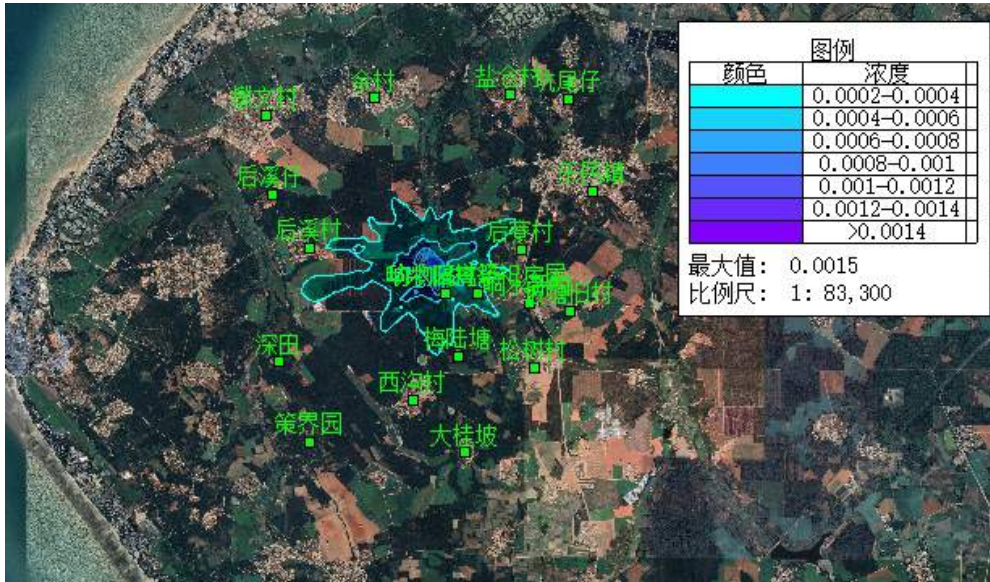 图例
颜色 浓度
0.0002-0.0004
0.0004-0.0006
0.0006-0.0008
0.0008-0.001
0.001-0.0012
0.0012-0.0014
>0.0014
最大值: 0.0015
比例尺: 1: 83,300
余村
盐仓村
坑尾仔
后溪仔
后溪村
后寮村
梅陆塘
深田
松树村
西沟村
策界园
大桂坡